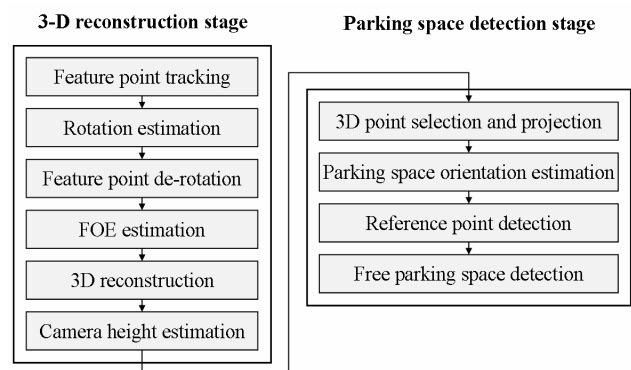 3-D reconstruction stage
Feature point tracking
Rotation estimation
Feature point de-rotation
FOE estimation
3D reconstruction
Camera height estimation
Parking space detection stage
3D point selection and projection
Parking space orientation estimation
Reference point detection
Free parking space detection